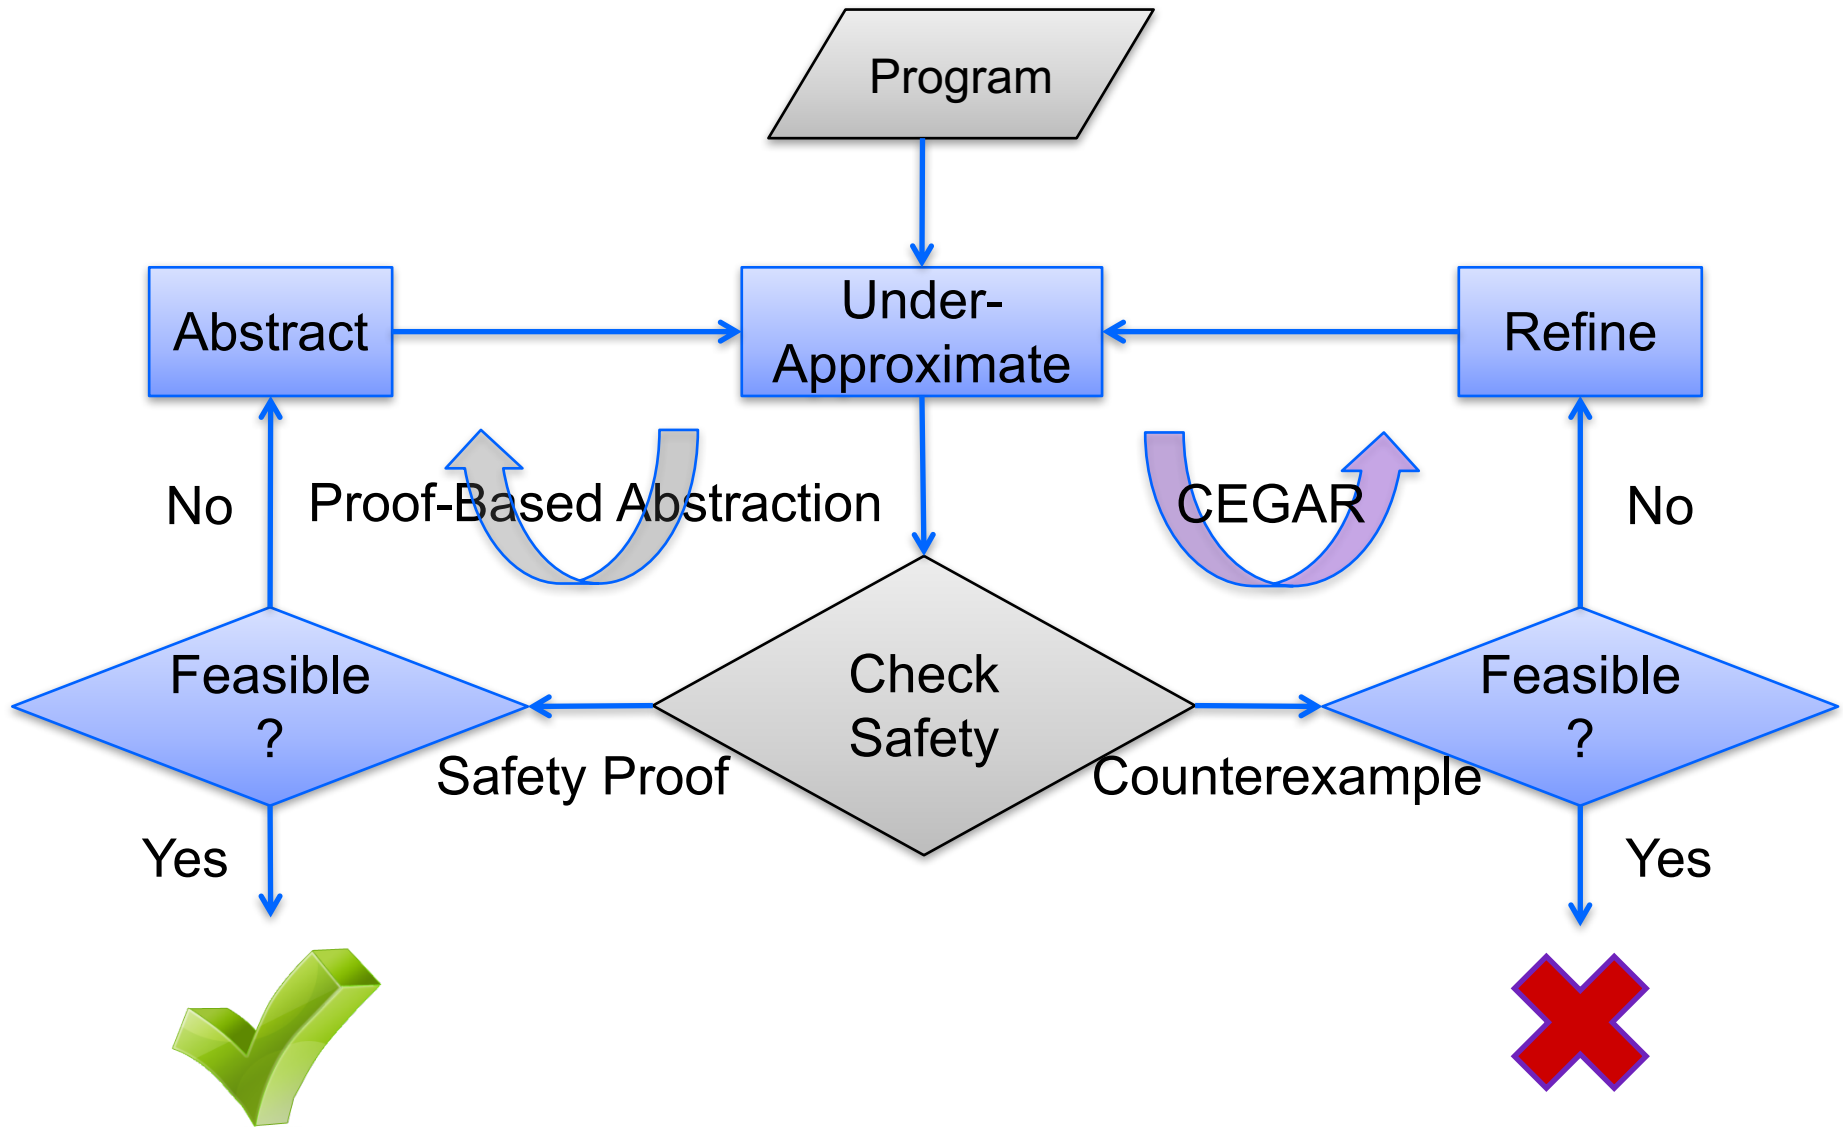 Program
Abstract
Under-
Approximate
Refine
No
Proof-Based Abstraction
CEGAR
No
Feasible
?
Check
Safety
Feasible
?
Safety Proof
Counterexample
Yes
Yes